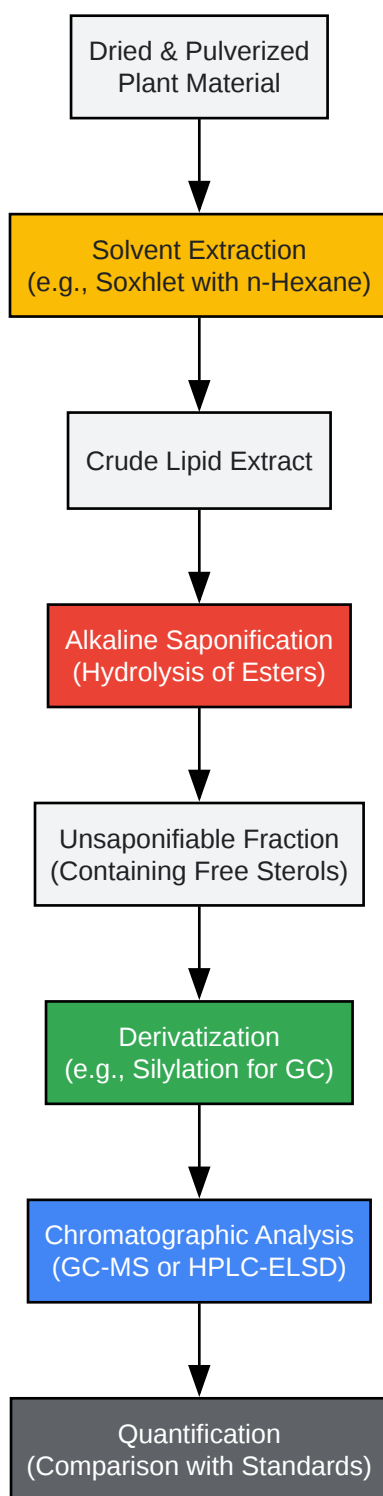 Dried & Pulverized
Plant Material
Solvent Extraction
(e.g., Soxhlet with n-Hexane)
Crude Lipid Extract
Alkaline Saponification
(Hydrolysis of Esters)
Unsaponifiable Fraction
(Containing Free Sterols)
Derivatization
(e.g., Silylation for GC)
Chromatographic Analysis
(GC-MS or HPLC-ELSD)
Quantification
(Comparison with Standards)